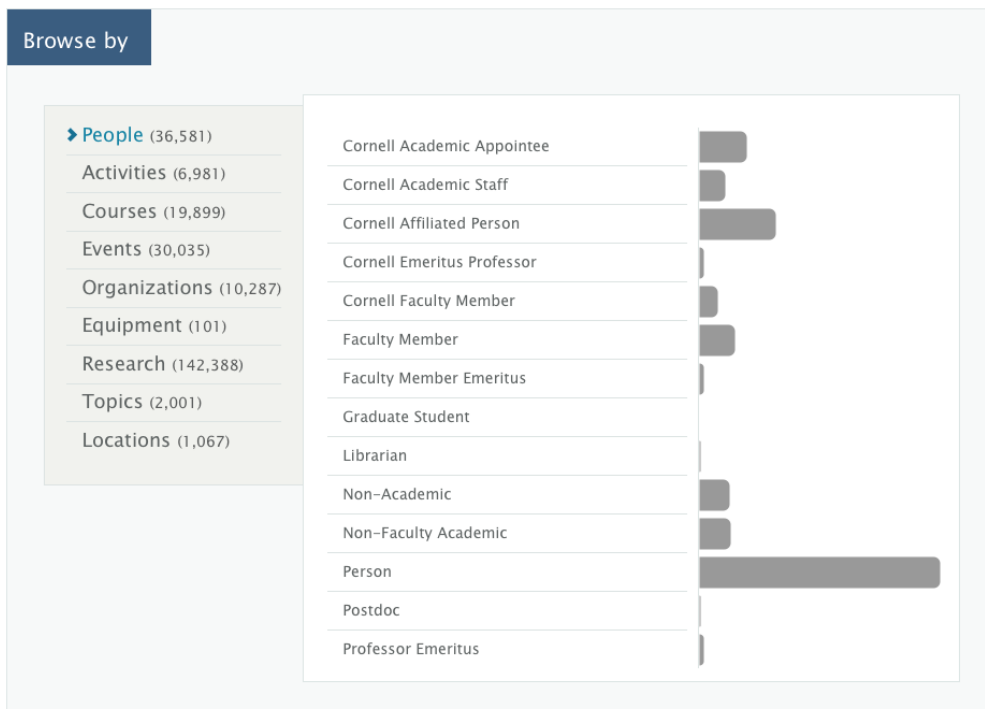 Browse by
People (36,581)
Activities (6,981)
Courses (19,899)
Events (30,035)
Organizations (10,287)
Equipment (101)
Research (142,388)
Topics (2,001)
Locations (1,067)
Cornell Academic Appointee
Cornell Academic Staff
Cornell Affiliated Person
Cornell Emeritus Professor
Cornell Faculty Member
Faculty Member
Faculty Member Emeritus
Graduate Student
Librarian
Non-Academic
Non-Faculty Academic
Person
Postdoc
Professor Emeritus